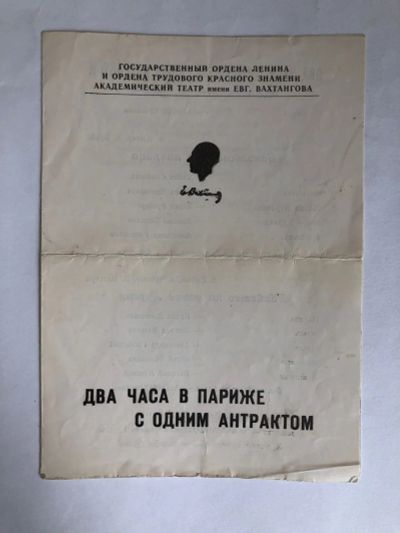 ГОСУДАРСТВЕННЫЙ ОРДЕНА ЛЕНИНА
И ОРДЕНА ТРУДОВОГО КРАСНОГО ЗНАМЕНИ
АКАДЕМИЧЕСКИЙ ТЕАТР имени ЕВГ. ВАХТАНГОВА
ДВА ЧАСА В ПАРИЖЕ
С ОДНИМ АНТРАКТОМ